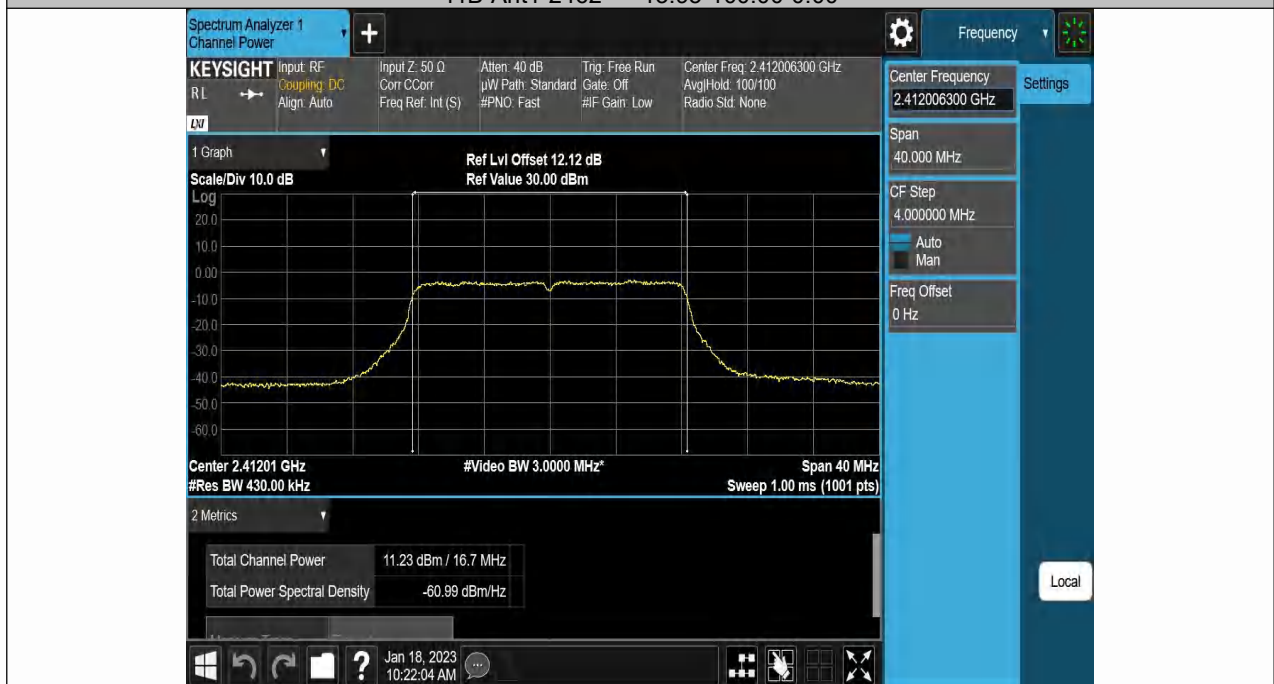 Spectrum Analyzer 1
Channel Power
+
Frequency
KEYSIGHT
RL
LXI
Input: RF
Coupling: DC
Align: Auto
Input Z: 50 Ω
Corr CCorr
Freq Ref: Int (S)
Atten: 40 dB
µW Path: Standard
#PNO: Fast
Trig: Free Run
Gate: Off
#IF Gain: Low
Center Freq: 2.412006300 GHz
Avg|Hold: 100/100
Radio Std: None
Center Frequency
2.412006300 GHz
Settings
Span
40.000 MHz
CF Step
4.000000 MHz
Auto
Man
Freq Offset
0 Hz
1 Graph
Ref Lvl Offset 12.12 dB
Scale/Div 10.0 dB
Ref Value 30.00 dBm
Log
20.0
10.0
0.00
-10.0
-20.0
-30.0
-40.0
-50.0
-60.0
Center 2.41201 GHz
#Video BW 3.0000 MHz*
Span 40 MHz
#Res BW 430.00 kHz
Sweep 1.00 ms (1001 pts)
2 Metrics
Total Channel Power 11.23 dBm / 16.7 MHz
Total Power Spectral Density -60.99 dBm/Hz
Local
?
Jan 18, 2023
10:22:04 AM